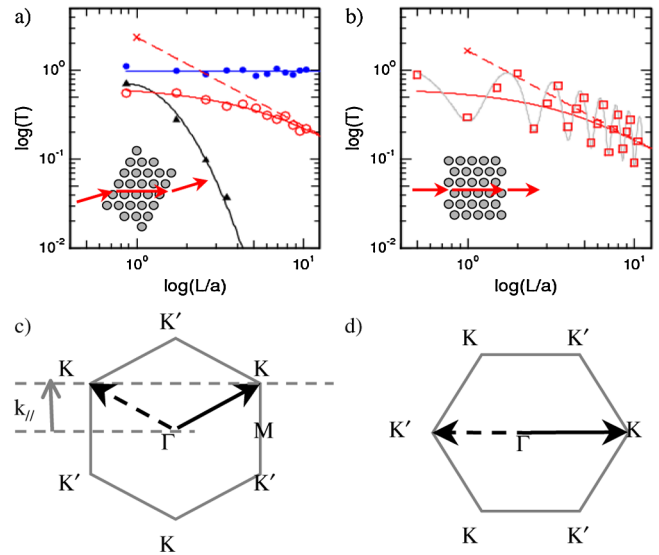 a)
b)
log(T)
10⁰
10⁻¹
10⁻²
10⁰
10¹
log(L/a)
log(T)
10⁰
10⁻¹
10⁻²
10⁰
10¹
log(L/a)
c)
K′
K
K
k//
Γ
M
K′
K′
K
d)
K
K′
K′
Γ
K
K
K′